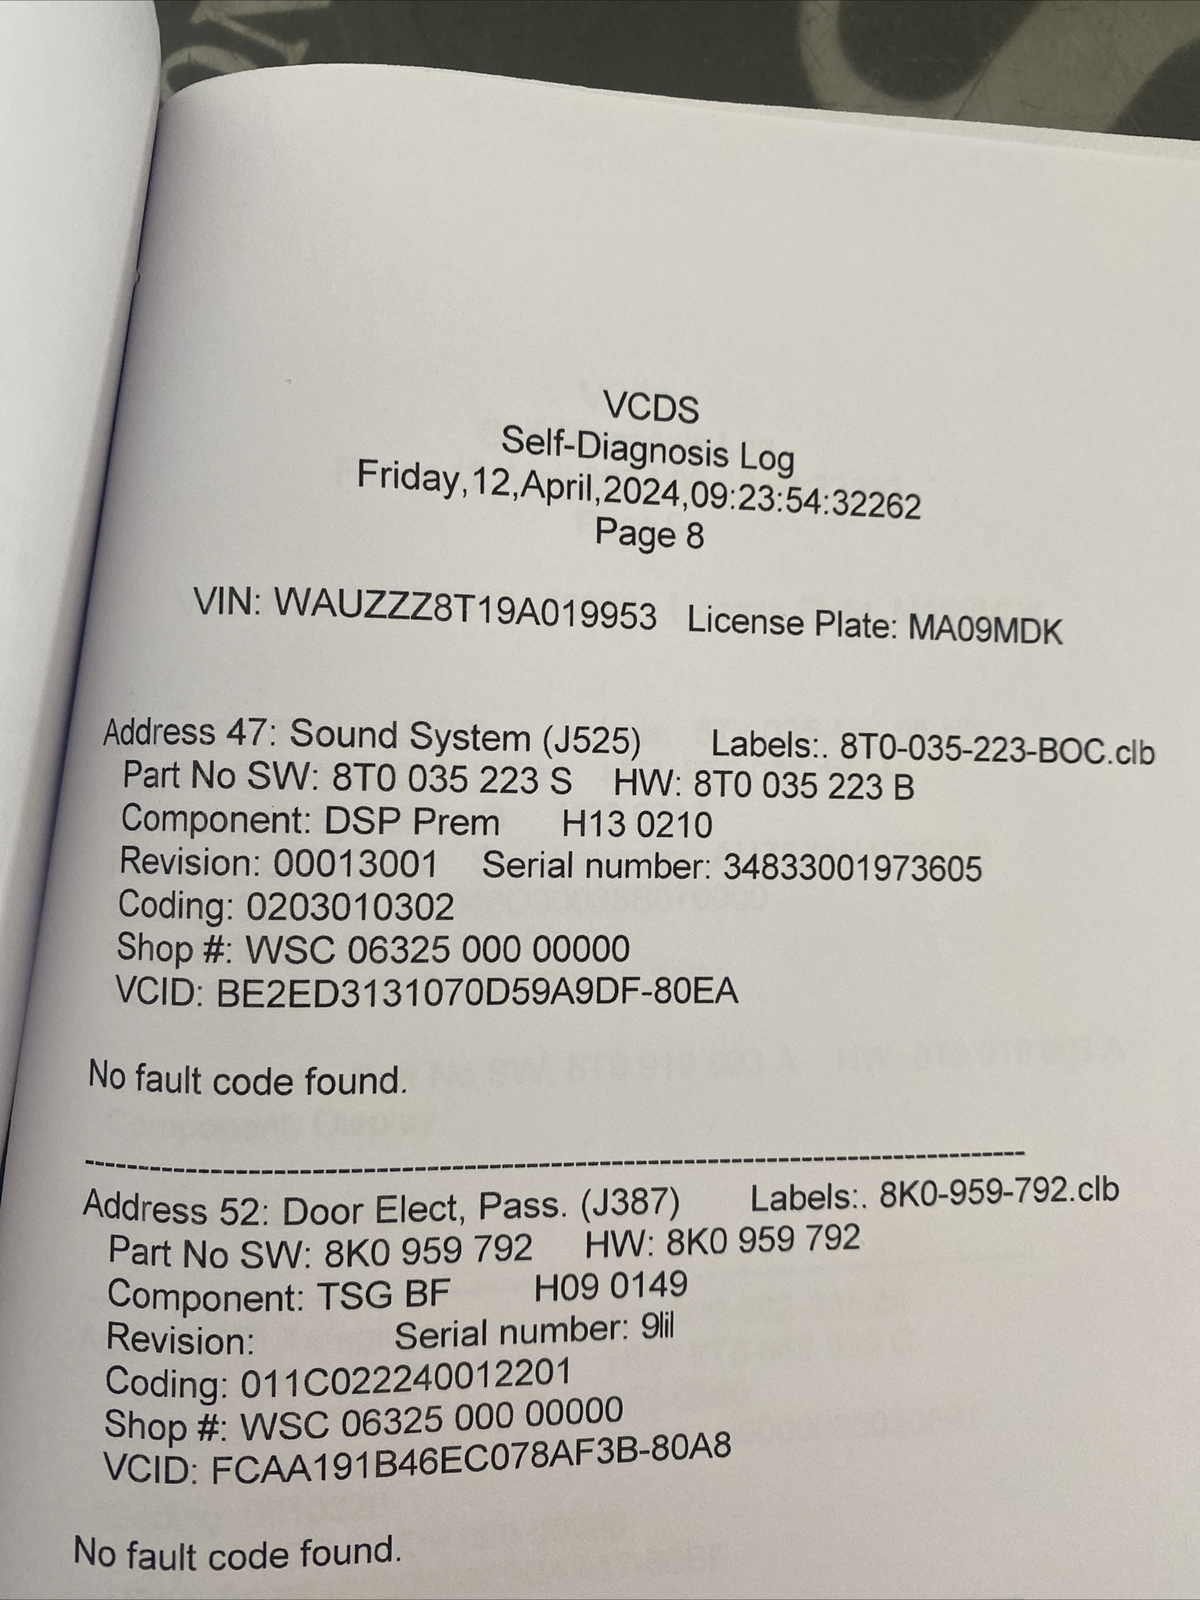 VCDS
Self-Diagnosis Log
Friday,12,April,2024,09:23:54:32262
Page 8
VIN: WAUZZZ8T19A019953 License Plate: MA09MDK
Address 47: Sound System (J525) Labels:. 8T0-035-223-BOC.clb
Part No SW: 8T0 035 223 S HW: 8T0 035 223 B
Component: DSP Prem H13 0210
Revision: 00013001 Serial number: 34833001973605
Coding: 0203010302
Shop #: WSC 06325 000 00000
VCID: BE2ED3131070D59A9DF-80EA
No fault code found.
Address 52: Door Elect, Pass. (J387) Labels:. 8K0-959-792.clb
Part No SW: 8K0 959 792 HW: 8K0 959 792
Component: TSG BF H09 0149
Revision: Serial number: 9lil
Coding: 011C022240012201
Shop #: WSC 06325 000 00000
VCID: FCAA191B46EC078AF3B-80A8
No fault code found.